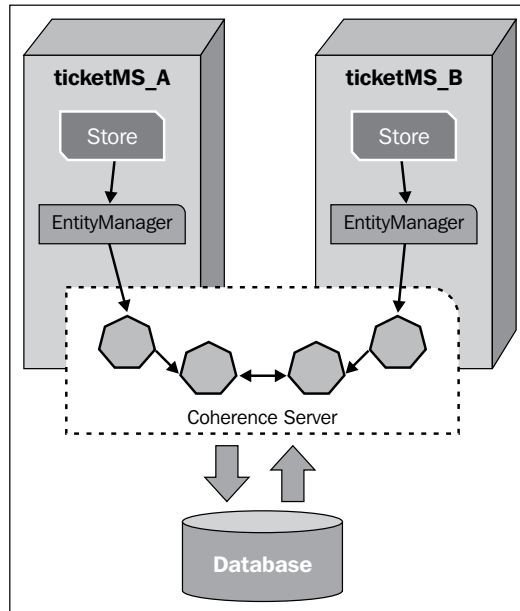 ticketMS_A
ticketMS_B
Store
Store
EntityManager
EntityManager
Coherence Server
Database